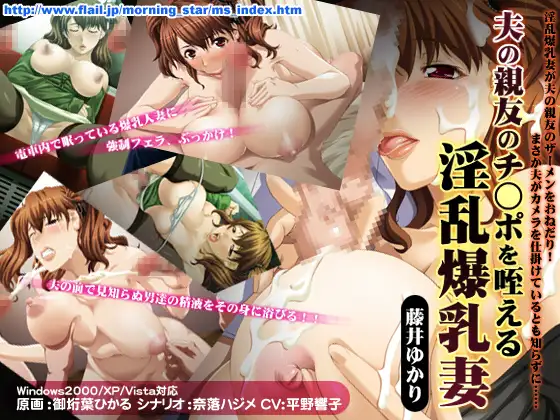 http://www.flail.jp/morning_star/ms_index.htm
淫乱爆乳妻が夫の親友にザーメンをおねだり!
まさか夫がカメラを仕掛けているとも知らずに……
夫の親友のチ○ポを咥える
淫乱爆乳妻
藤井ゆかり
電車内で眠っている爆乳人妻に
強制フェラ、ぶっかけ!
夫の前で見知らぬ男達の精液をその身に浴びる!!
Windows2000/XP/Vista対応
原画:御珩葉ひかる シナリオ:奈落ハジメ CV:平野響子